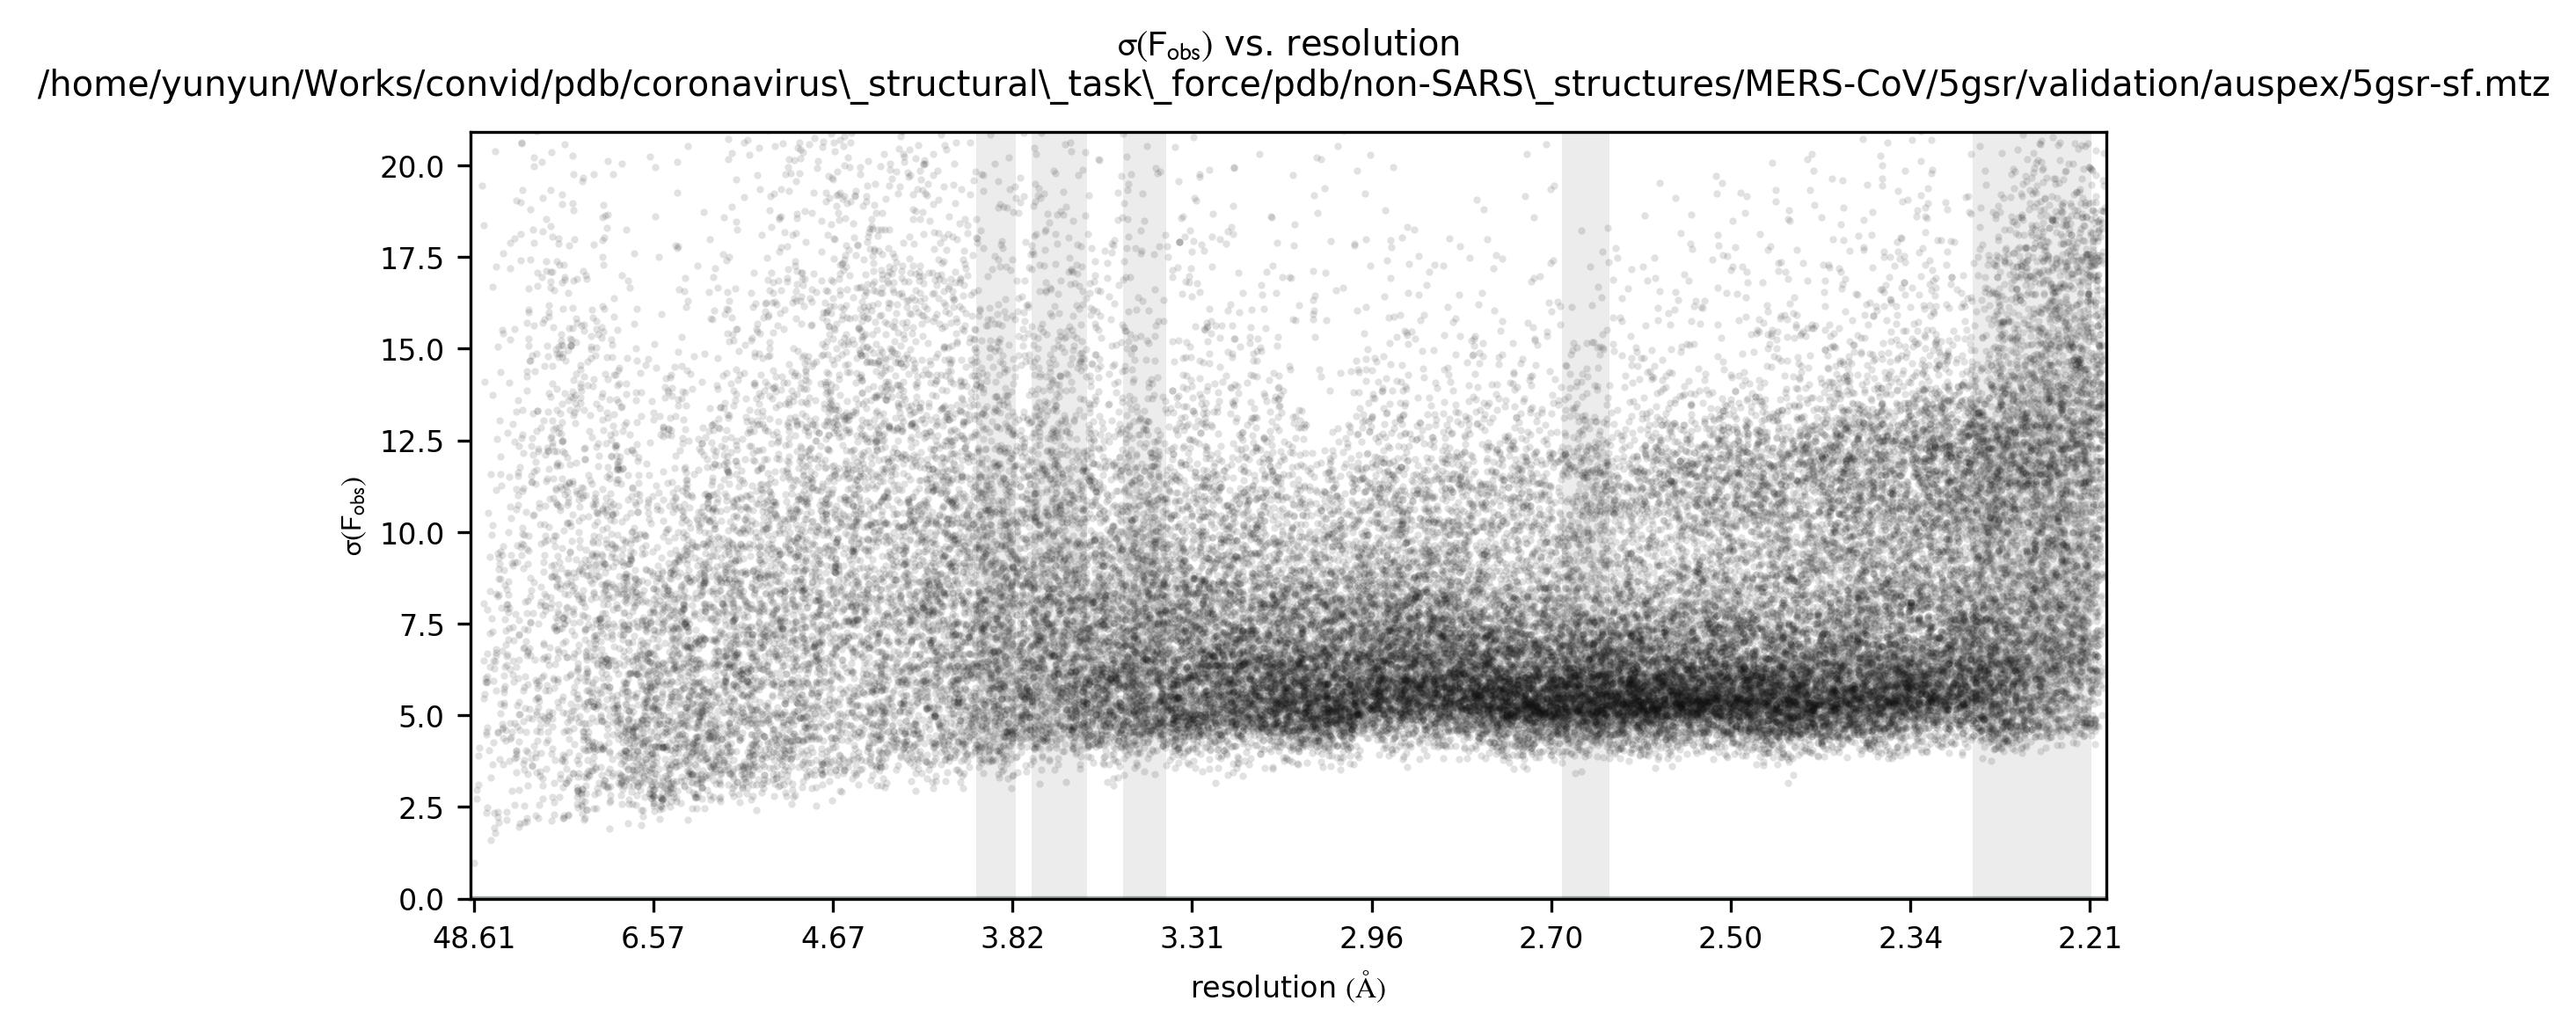 σ(Fobs) vs. resolution
/home/yunyun/Works/convid/pdb/coronavirus\_structural\_task\_force/pdb/non-SARS\_structures/MERS-CoV/5gsr/validation/auspex/5gsr-sf.mtz
20.0
17.5
15.0
12.5
10.0
7.5
5.0
2.5
0.0
σ(Fobs)
48.61 6.57 4.67 3.82 3.31 2.96 2.70 2.50 2.34 2.21
resolution (Å)